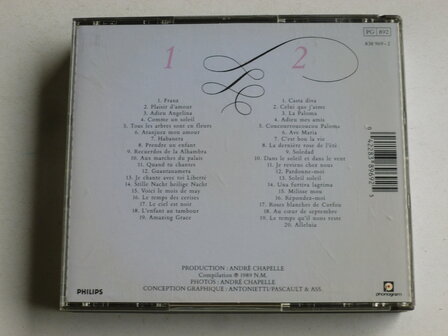 PG 892
838 969-2
1
1. Franz
2. Plaisir d'amour
3. Adieu Angelina
4. Comme un soleil
5. Tous les arbres sont en fleurs
6. Aranjuez mon amour
7. Habanera
8. Prendre un enfant
9. Recuerdos de la Alhambra
10. Aux marches du palais
11. Quand tu chantes
12. Guantanamera
13. Je chante avec toi Liberté
14. Stille Nacht heilige Nacht
15. Voici le mois de may
16. Le temps des cerises
17. Le ciel est noir
18. L'enfant au tambour
19. Amazing Grace
2
1. Casta diva
2. Celui que j'aime
3. La Paloma
4. Adieu mes amis
5. Coucourroucoucou Paloma
6. Ave Maria
7. C'est bon la vie
8. La dernière rose de l'été
9. Soledad
10. Dans le soleil et dans le vent
11. Je reviens chez nous
12. Pardonne-moi
13. Soleil soleil
14. Una furtiva lagrima
15. Mélisse mon
16. Répondez-moi
17. Roses blanches de Corfou
18. Au cœur de septembre
19. Le temps qu'il nous reste
20. Alleluia
PRODUCTION : ANDRÉ CHAPELLE
Compilation ℗ 1989 N.M.
PHOTOS : ANDRÉ CHAPELLE
CONCEPTION GRAPHIQUE : ANTONIETTI-PASCAULT & ASS.
PHILIPS
phonogram